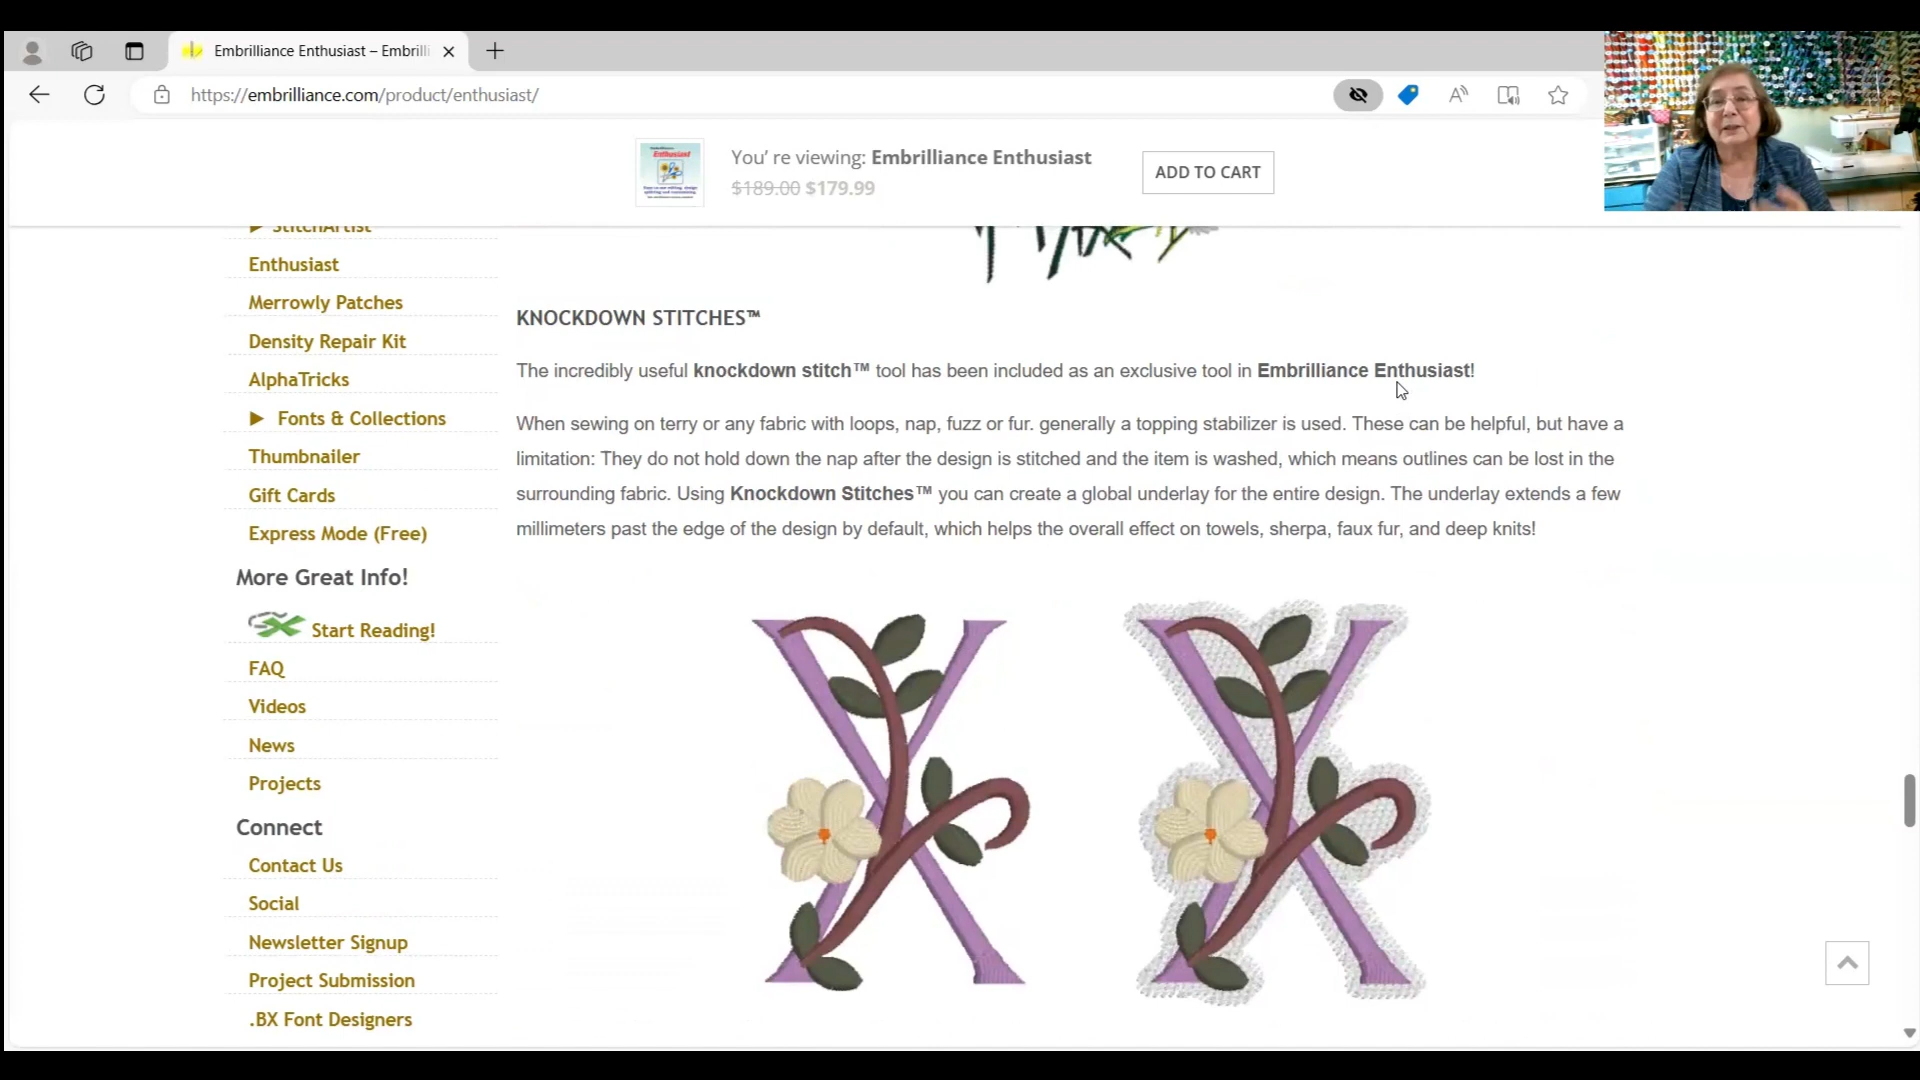 Embrilliance Enthusiast – Embrilli
https://embrilliance.com/product/enthusiast/
Enthusiast
You' re viewing: Embrilliance Enthusiast
$189.00 $179.99
ADD TO CART
StitchArtist
Enthusiast
Merrowly Patches
Density Repair Kit
AlphaTricks
Fonts & Collections
Thumbnailer
Gift Cards
Express Mode (Free)
More Great Info!
Start Reading!
FAQ
Videos
News
Projects
Connect
Contact Us
Social
Newsletter Signup
Project Submission
.BX Font Designers
KNOCKDOWN STITCHES™
The incredibly useful knockdown stitch™ tool has been included as an exclusive tool in Embrilliance Enthusiast!
When sewing on terry or any fabric with loops, nap, fuzz or fur. generally a topping stabilizer is used. These can be helpful, but have a
limitation: They do not hold down the nap after the design is stitched and the item is washed, which means outlines can be lost in the
surrounding fabric. Using Knockdown Stitches™ you can create a global underlay for the entire design. The underlay extends a few
millimeters past the edge of the design by default, which helps the overall effect on towels, sherpa, faux fur, and deep knits!
X X